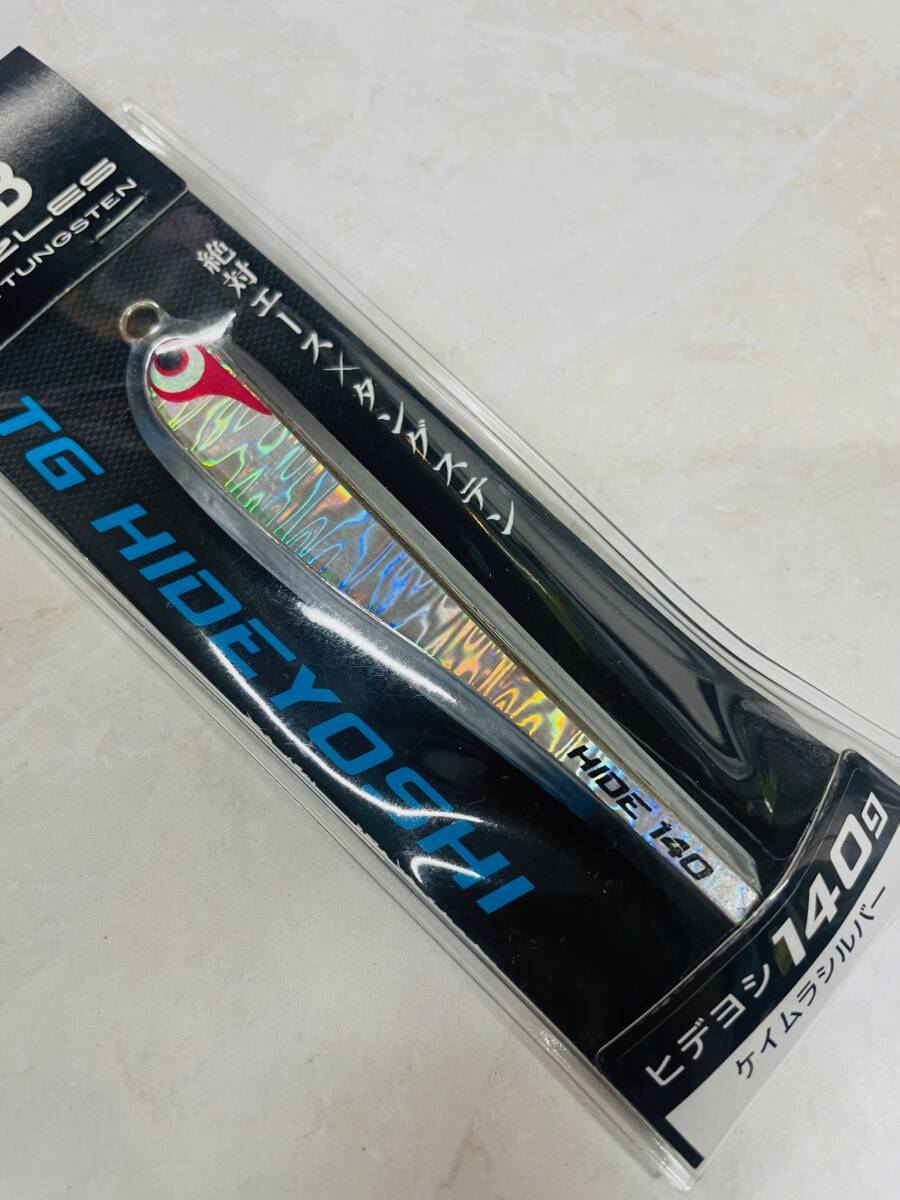 TUNGSTEN
絶対エース×タングステン
TG HIDEYOSHI
HIDE 140
ヒデヨシ 140g
ケイムラシルバー